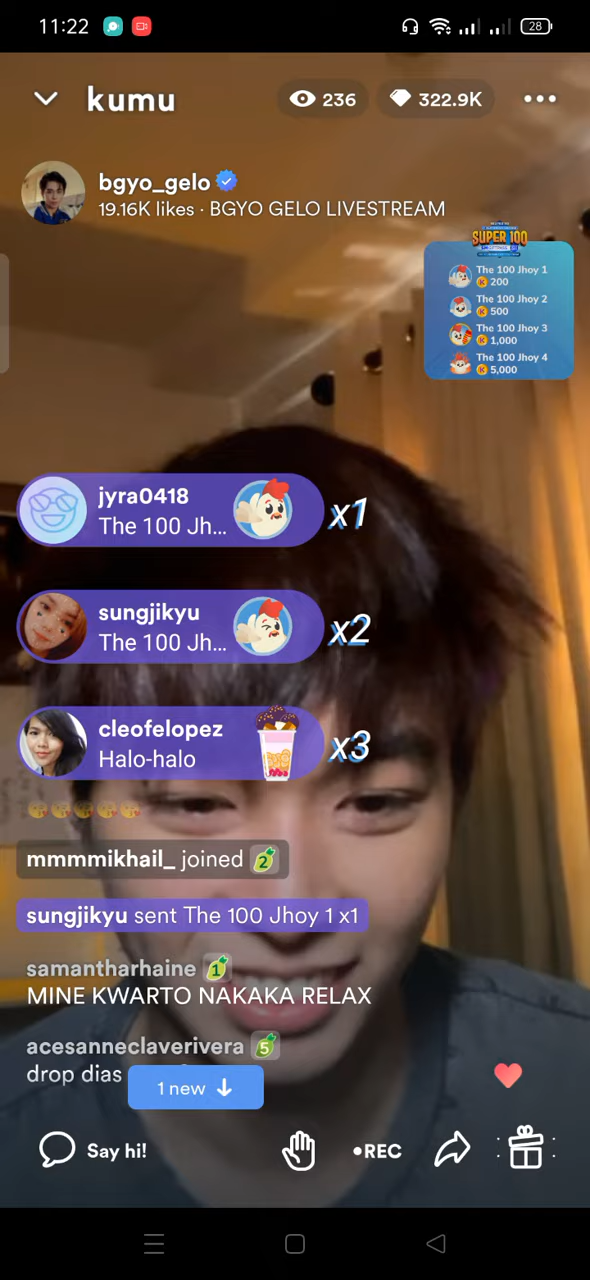 11:22
28
kumu
236
322.9K
bgyo_gelo
19.16K likes · BGYO GELO LIVESTREAM
SUPER 100
The 100 Jhoy 1
200
The 100 Jhoy 2
500
The 100 Jhoy 3
1,000
The 100 Jhoy 4
5,000
jyra0418
The 100 Jh...
x1
sungjikyu
The 100 Jh...
x2
cleofelopez
Halo-halo
x3
😘😘😘😘😘
mmmmikhail_ joined 2
sungjikyu sent The 100 Jhoy 1 x1
samantharhaine 1
MINE KWARTO NAKAKA RELAX
acesanneclaverivera 5
drop dias
1 new ↓
Say hi!
•REC